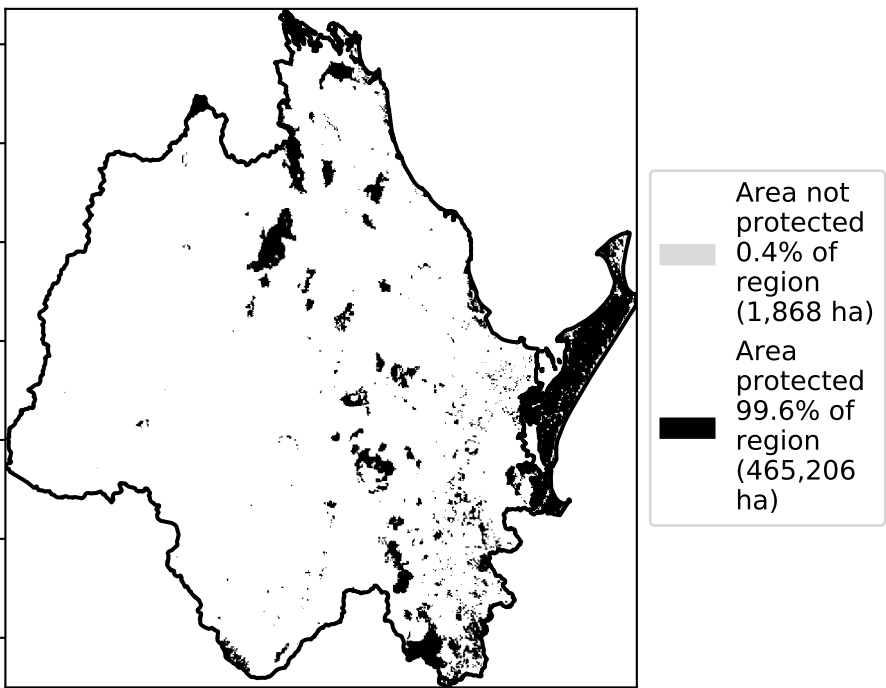 Area not
protected
0.4% of
region
(1,868 ha)
Area
protected
99.6% of
region
(465,206
ha)